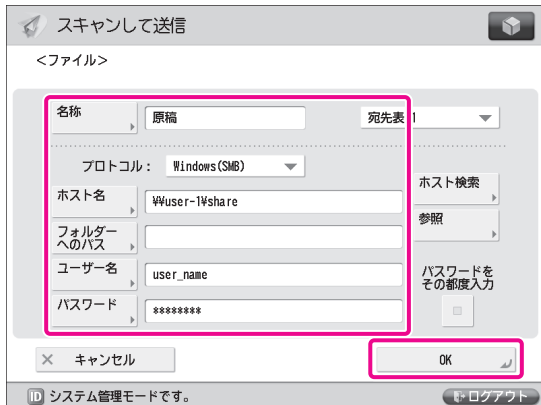 スキャンして送信
<ファイル>
名称 原稿 宛先表 1
プロトコル： Windows(SMB)
ホスト名 ¥¥user-1¥share ホスト検索
フォルダー
へのパス 参照
ユーザー名 user_name パスワードを
その都度入力
パスワード ********
× キャンセル OK
ID システム管理モードです。 ログアウト